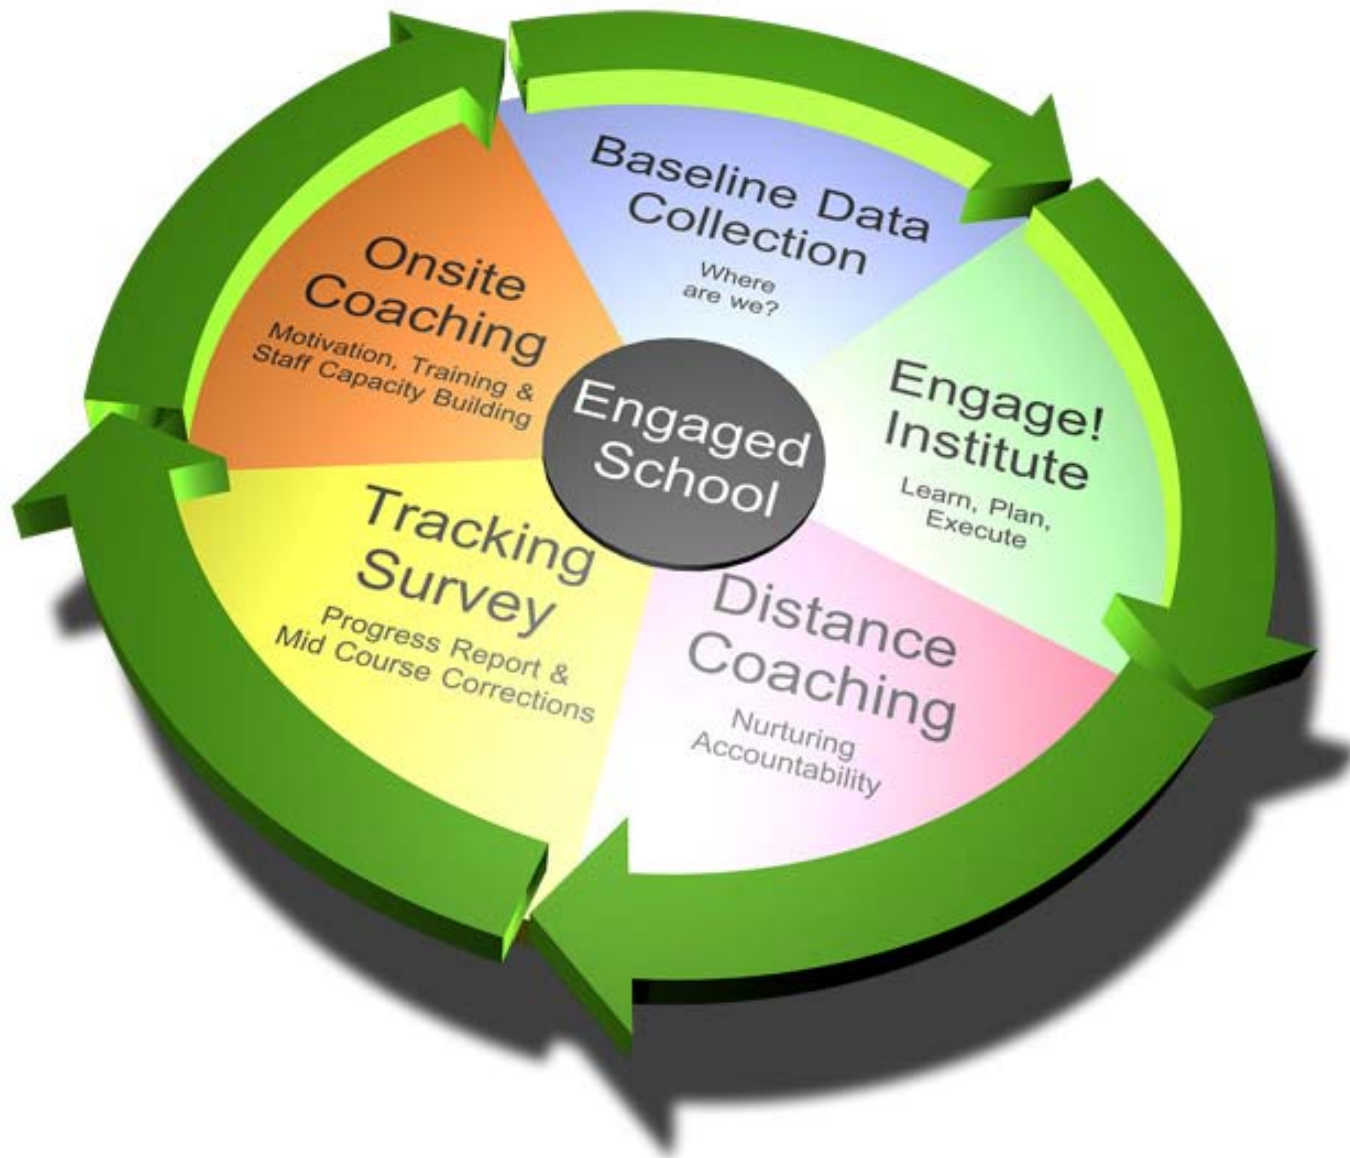 Baseline Data
Collection
Where
are we?
Engage!
Institute
Learn, Plan,
Execute
Distance
Coaching
Nurturing
Accountability
Tracking
Survey
Progress Report &
Mid Course Corrections
Onsite
Coaching
Motivation, Training &
Staff Capacity Building
Engaged
School